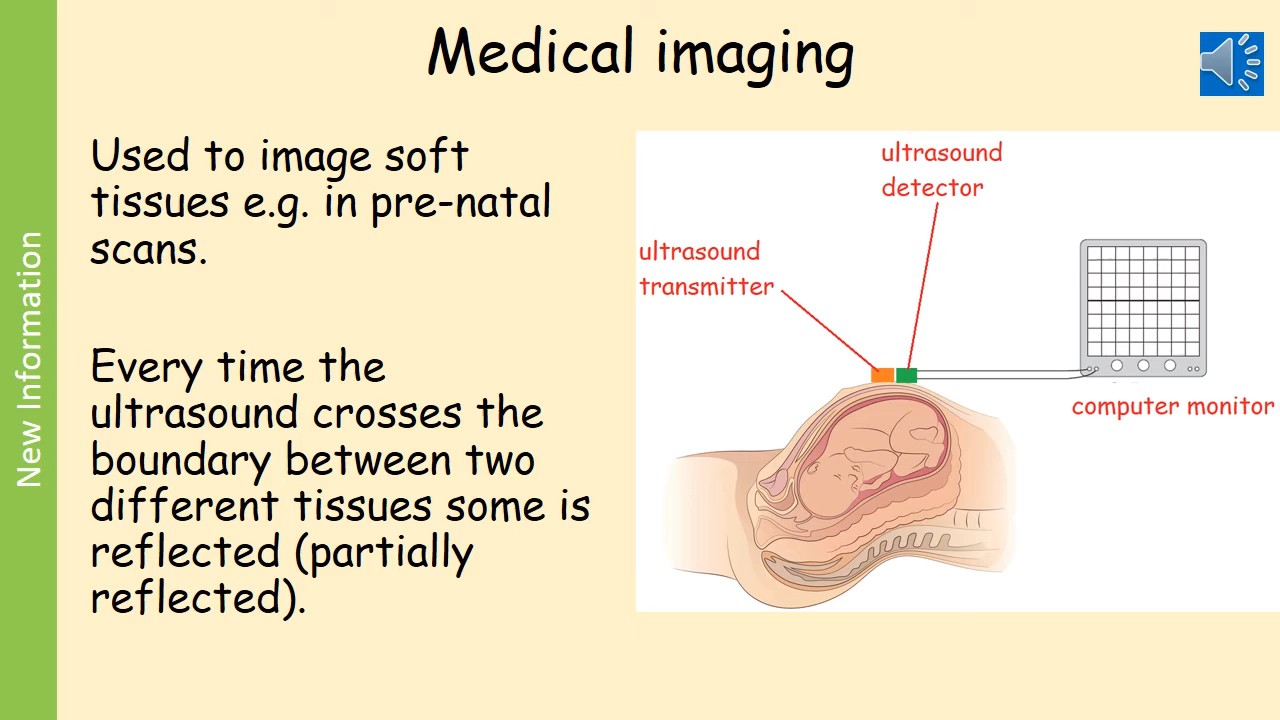 Medical imaging
Used to image soft
tissues e.g. in pre-natal
scans.
Every time the
ultrasound crosses the
boundary between two
different tissues some is
reflected (partially
reflected).
New Information
ultrasound
detector
ultrasound
transmitter
computer monitor